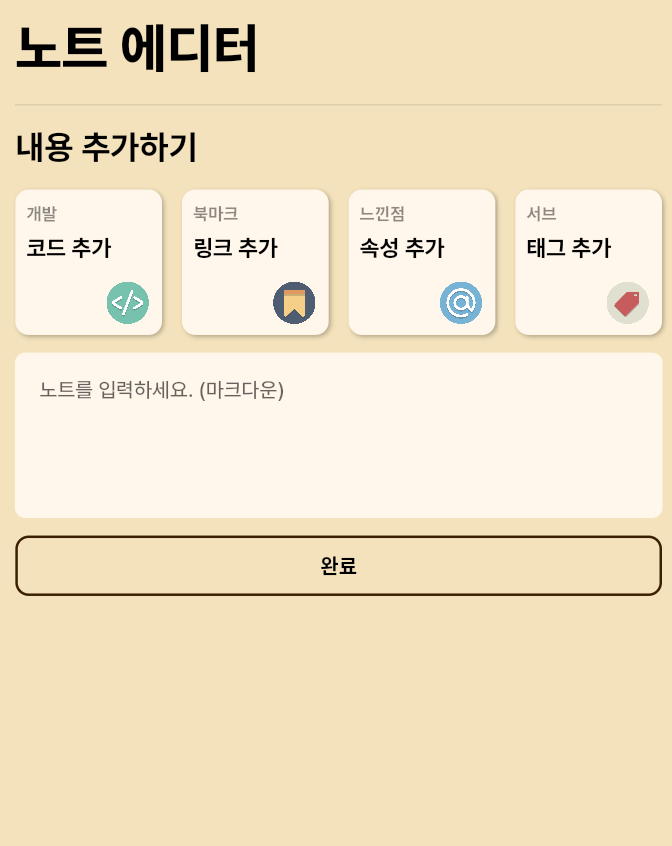 노트 에디터
내용 추가하기
개발
코드 추가
북마크
링크 추가
느낀점
속성 추가
서브
태그 추가
노트를 입력하세요. (마크다운)
완료